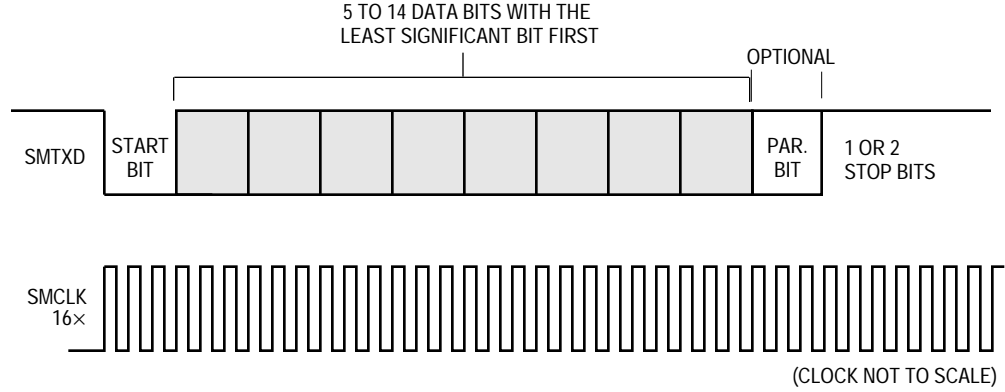 5 TO 14 DATA BITS WITH THE
LEAST SIGNIFICANT BIT FIRST
OPTIONAL
SMTXD
START
BIT
PAR.
BIT
1 OR 2
STOP BITS
SMCLK
16×
(CLOCK NOT TO SCALE)